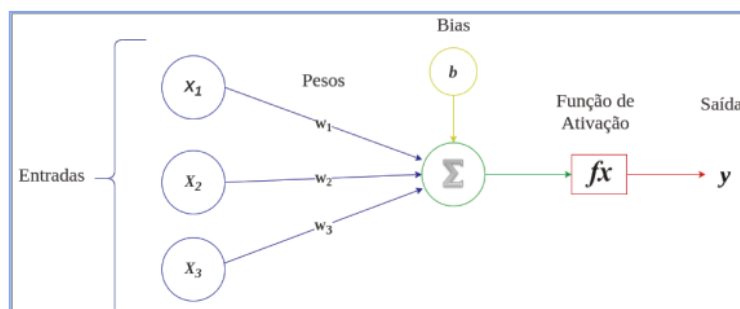 Bias
b
X1
Pesos
w1
Função de
Ativação
Saída
Entradas
X2
w2
Σ
fx
y
w3
X3